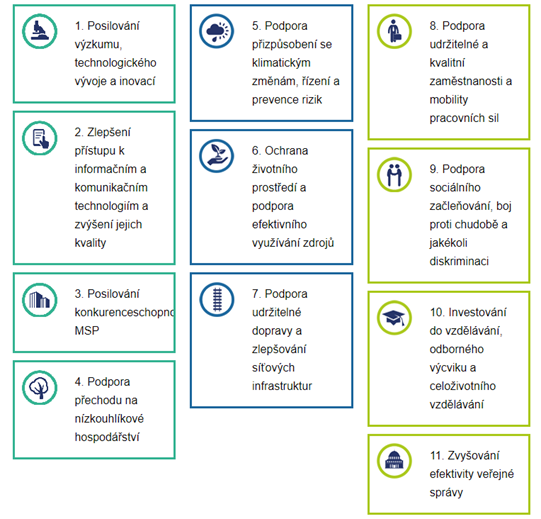 1. Posilování
výzkumu,
technologického
vývoje a inovací
2. Zlepšení
přístupu k
informačním a
komunikačním
technologiím a
zvýšení jejich
kvality
3. Posilování
konkurenceschopno
MSP
4. Podpora
přechodu na
nízkouhlíkové
hospodářství
5. Podpora
přizpůsobení se
klimatickým
změnám, řízení a
prevence rizik
6. Ochrana
životního
prostředí a
podpora
efektivního
využívání zdrojů
7. Podpora
udržitelné
dopravy a
zlepšování
síťových
infrastruktur
8. Podpora
udržitelné a
kvalitní
zaměstnanosti a
mobility
pracovních sil
9. Podpora
sociálního
začleňování, boj
proti chudobě a
jakékoli
diskriminaci
10. Investování
do vzdělávání,
odborného
výcviku a
celoživotního
vzdělávání
11. Zvyšování
efektivity veřejné
správy